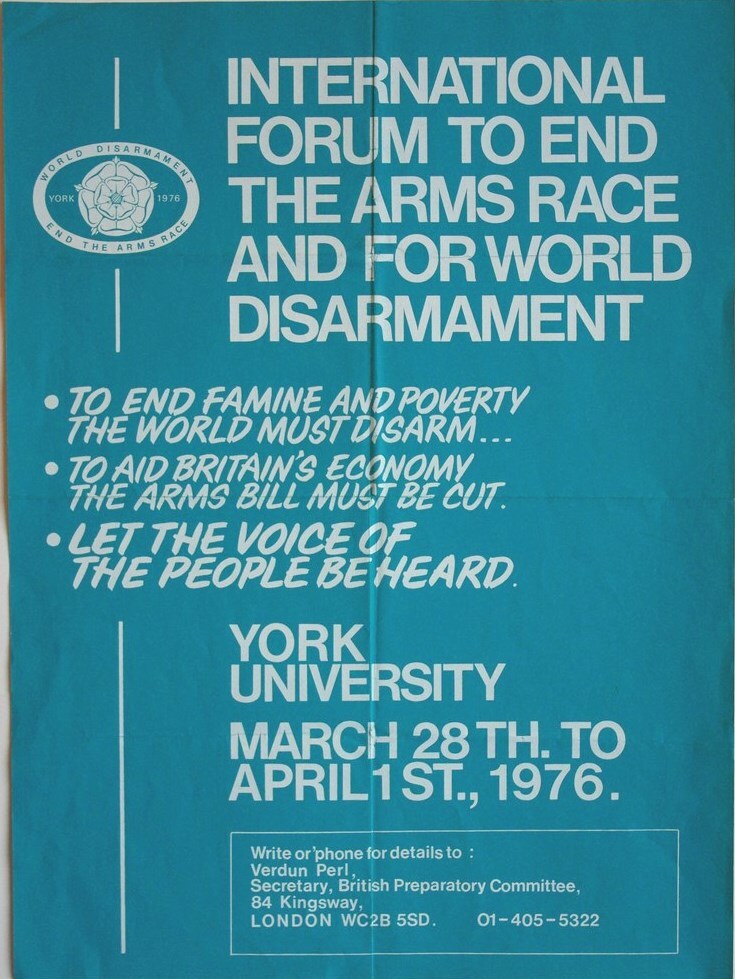 INTERNATIONAL
FORUM TO END
THE ARMS RACE
AND FOR WORLD
DISARMAMENT
WORLD DISARMAMENT
YORK 1976
END THE ARMS RACE
• TO END FAMINE AND POVERTY
THE WORLD MUST DISARM...
• TO AID BRITAIN'S ECONOMY
THE ARMS BILL MUST BE CUT.
• LET THE VOICE OF
THE PEOPLE BE HEARD.
YORK
UNIVERSITY
MARCH 28 TH. TO
APRIL 1 ST., 1976.
Write or 'phone for details to :
Verdun Perl,
Secretary, British Preparatory Committee,
84 Kingsway,
LONDON WC2B 5SD. 01-405-5322